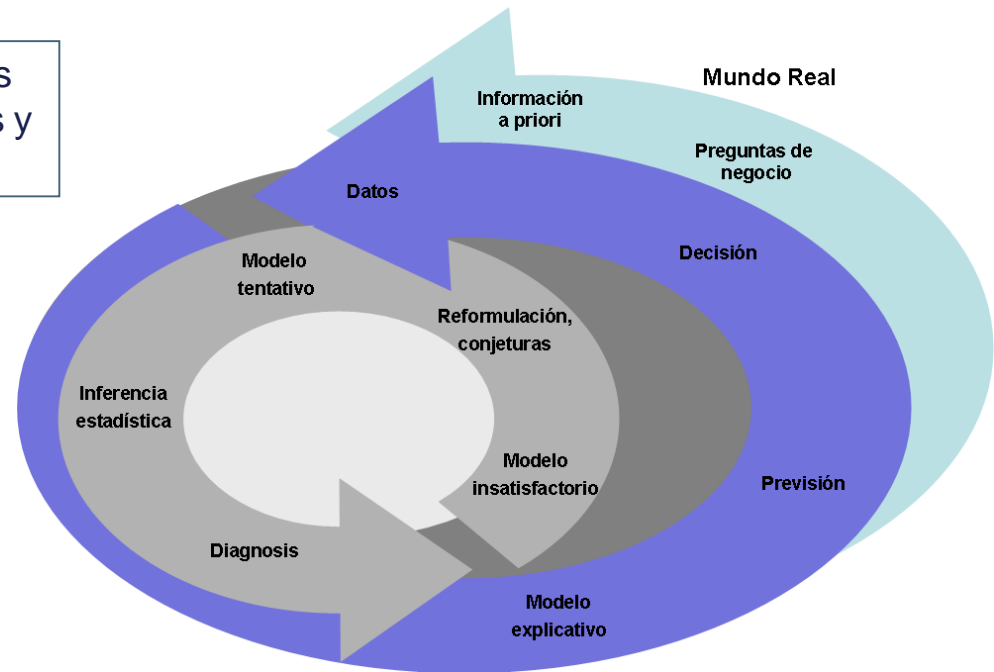 s
s y
Mundo Real
Información
a priori
Preguntas de
negocio
Datos
Decisión
Modelo
tentativo
Reformulación,
conjeturas
Inferencia
estadística
Modelo
insatisfactorio
Previsión
Diagnosis
Modelo
explicativo